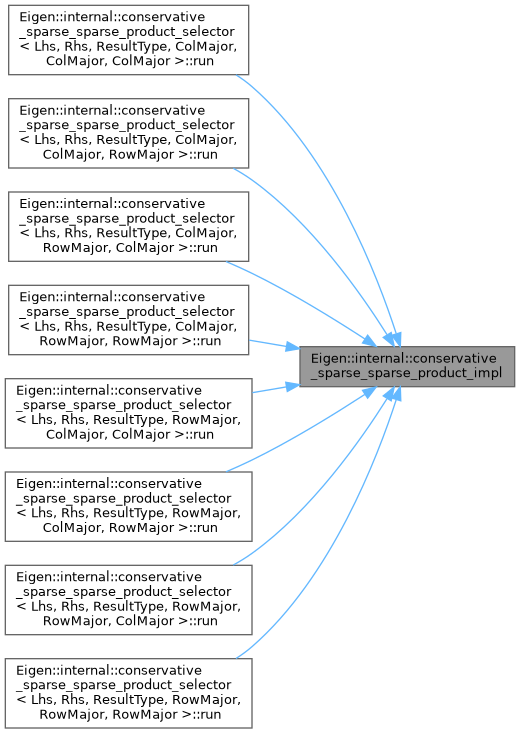 Eigen::internal::conservative
_sparse_sparse_product_selector
< Lhs, Rhs, ResultType, ColMajor,
ColMajor, ColMajor >::run
Eigen::internal::conservative
_sparse_sparse_product_selector
< Lhs, Rhs, ResultType, ColMajor,
ColMajor, RowMajor >::run
Eigen::internal::conservative
_sparse_sparse_product_selector
< Lhs, Rhs, ResultType, ColMajor,
RowMajor, ColMajor >::run
Eigen::internal::conservative
_sparse_sparse_product_selector
< Lhs, Rhs, ResultType, ColMajor,
RowMajor, RowMajor >::run
Eigen::internal::conservative
_sparse_sparse_product_impl
Eigen::internal::conservative
_sparse_sparse_product_selector
< Lhs, Rhs, ResultType, RowMajor,
ColMajor, ColMajor >::run
Eigen::internal::conservative
_sparse_sparse_product_selector
< Lhs, Rhs, ResultType, RowMajor,
ColMajor, RowMajor >::run
Eigen::internal::conservative
_sparse_sparse_product_selector
< Lhs, Rhs, ResultType, RowMajor,
RowMajor, ColMajor >::run
Eigen::internal::conservative
_sparse_sparse_product_selector
< Lhs, Rhs, ResultType, RowMajor,
RowMajor, RowMajor >::run